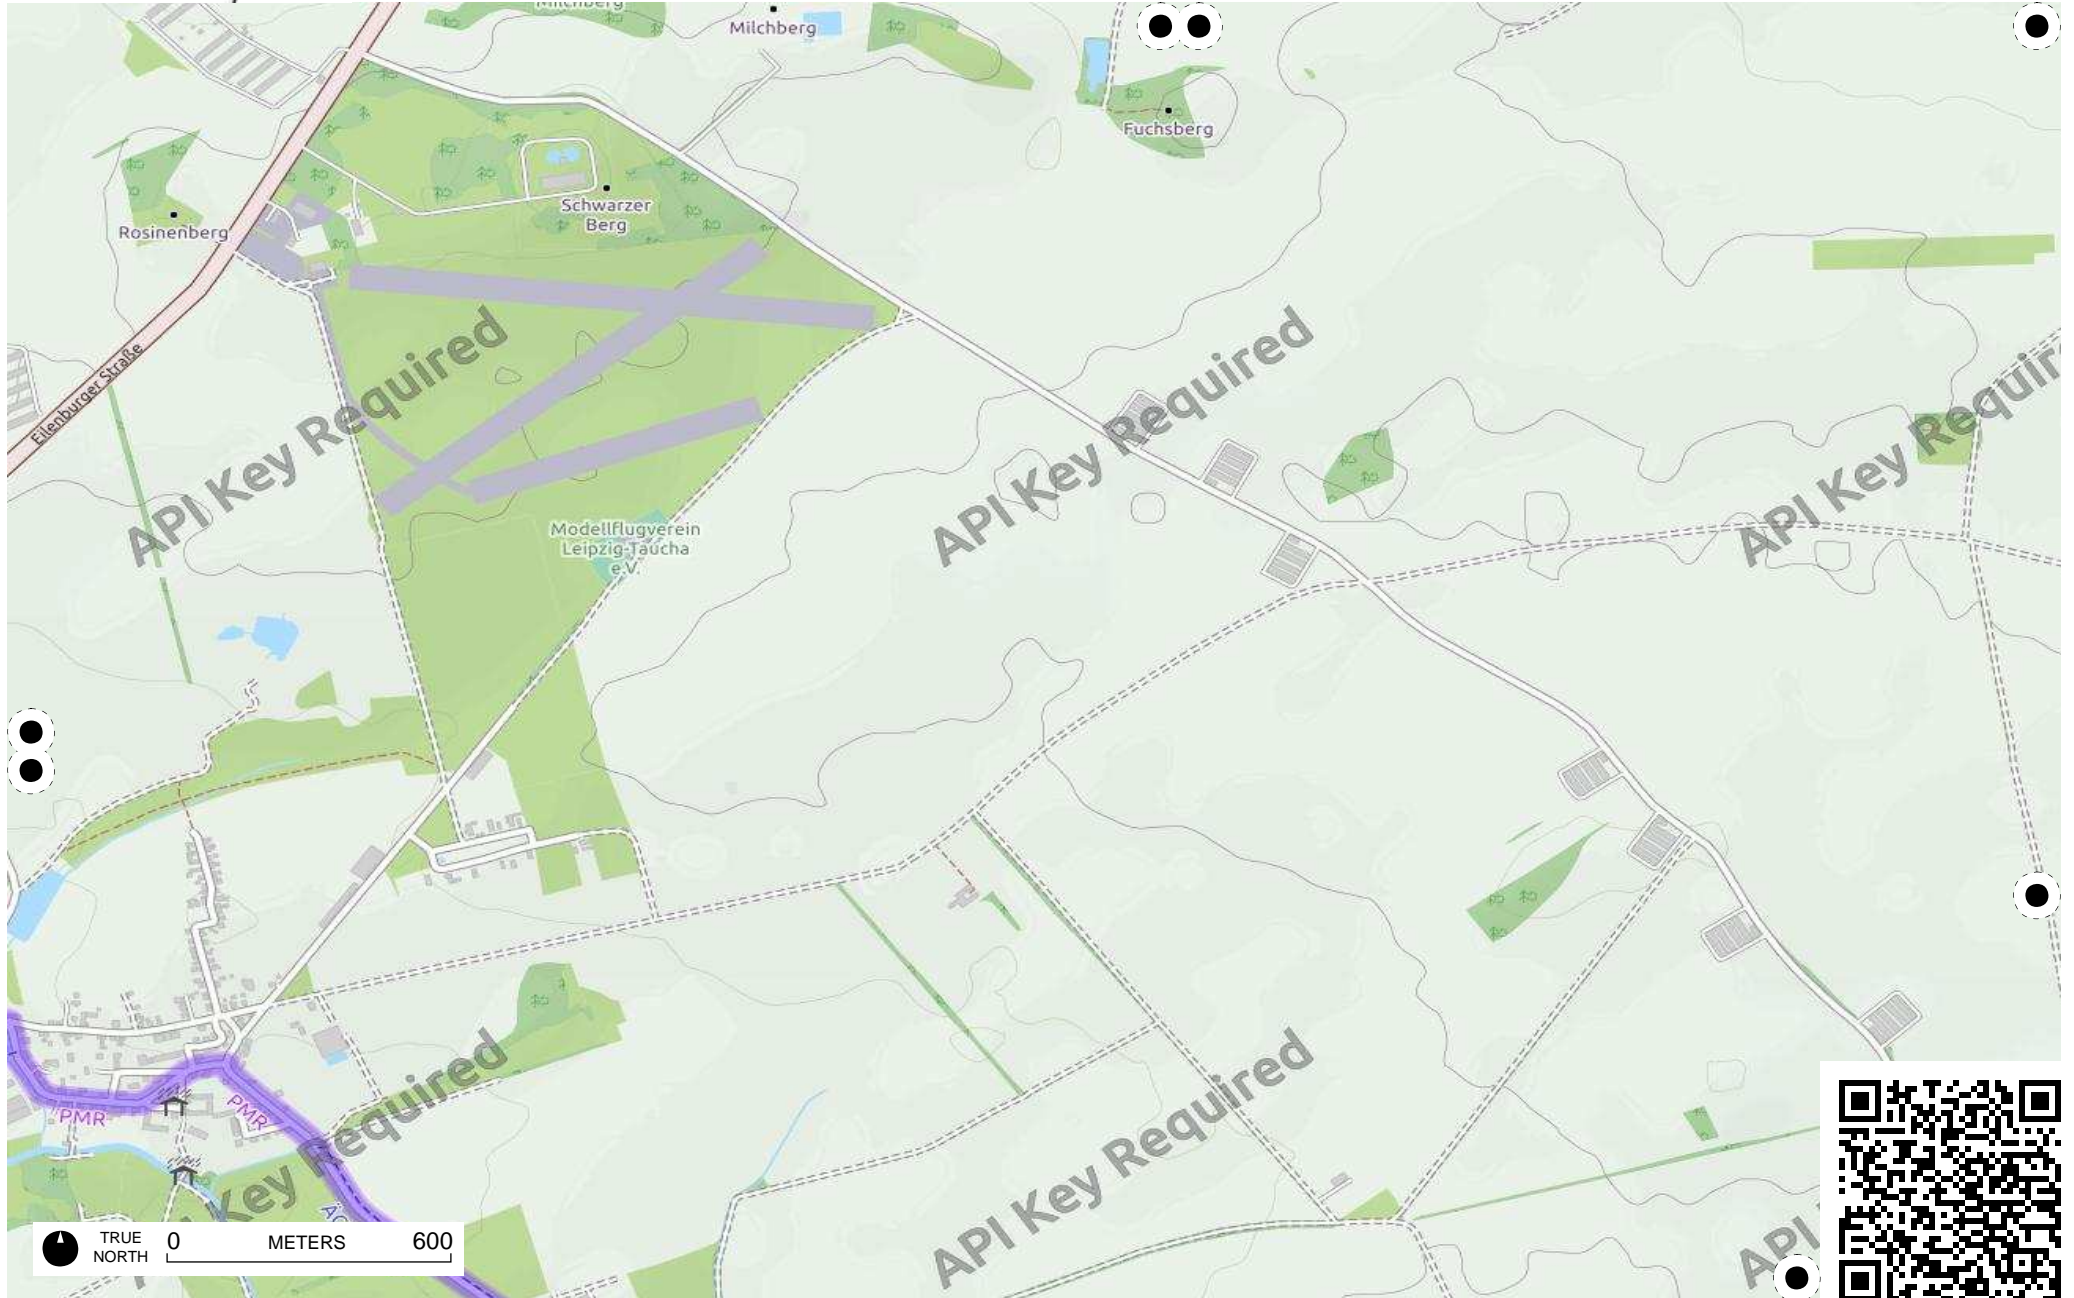 Milchberg
Milchberg
Fuchsberg
Schwarzer
Berg
Rosinenberg
Eilenburger Straße
API Key Required
API Key Required
API Key Requir
Modellflugverein
Leipzig-Taucha
e.V.
PMR
PMR
Key Required
API Key Required
API
TRUE
NORTH
0
METERS
600